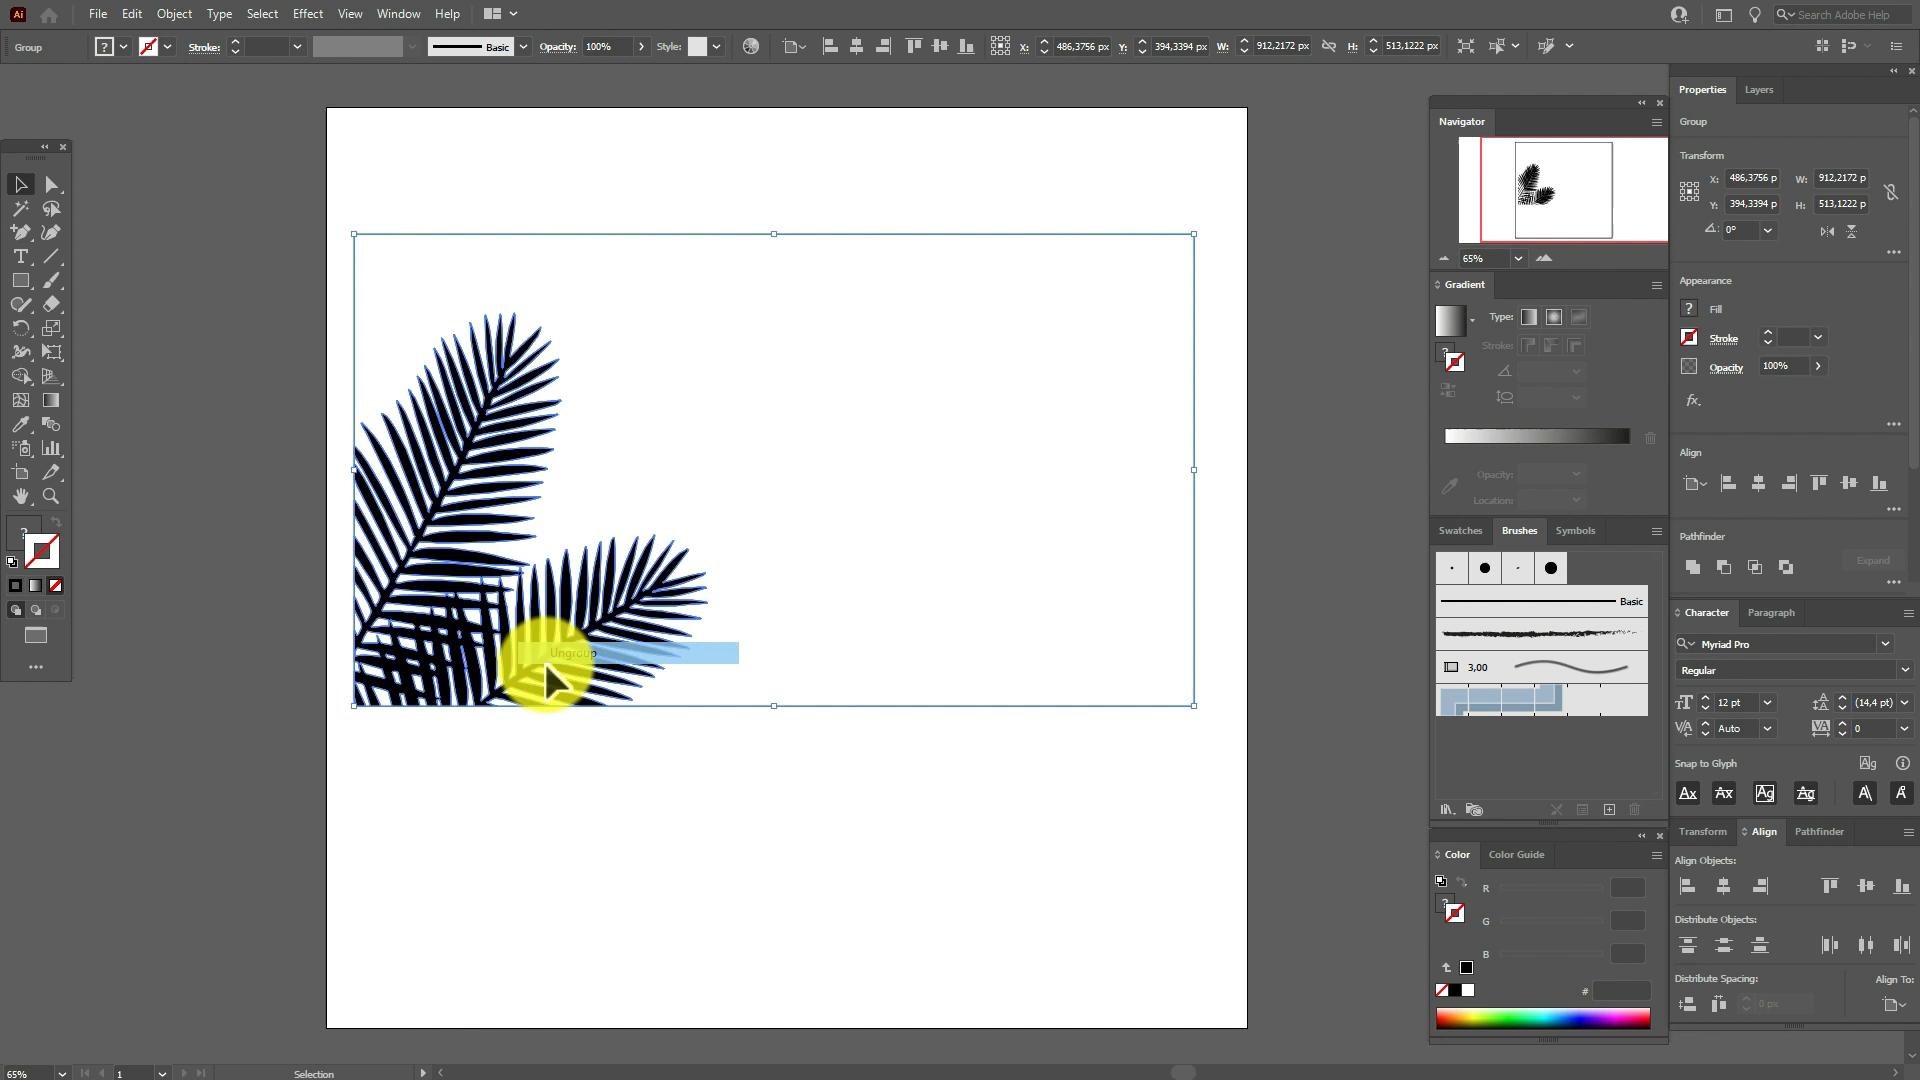 Ai File Edit Object Type Select Effect View Window Help Search Adobe Help
Group ? Stroke: Basic Opacity: 100% Style: X: 486,3756 px Y: 394,3394 px W: 912,2172 px H: 513,1222 px
Navigator
65%
Gradient
Type:
Stroke:
Opacity:
Location:
Swatches Brushes Symbols
Basic
3,00
Color Color Guide
R
G
B
#
Properties Layers
Group
Transform
X: 486,3756 p W: 912,2172 p
Y: 394,3394 p H: 513,1222 p
0°
Appearance
? Fill
Stroke
Opacity 100%
fx.
Align
Pathfinder
Expand
Character Paragraph
Myriad Pro
Regular
12 pt (14,4 pt)
Auto 0
Snap to Glyph
Transform Align Pathfinder
Align Objects:
Distribute Objects:
Distribute Spacing: Align To:
0 px
Ungroup
65% 1 Selection